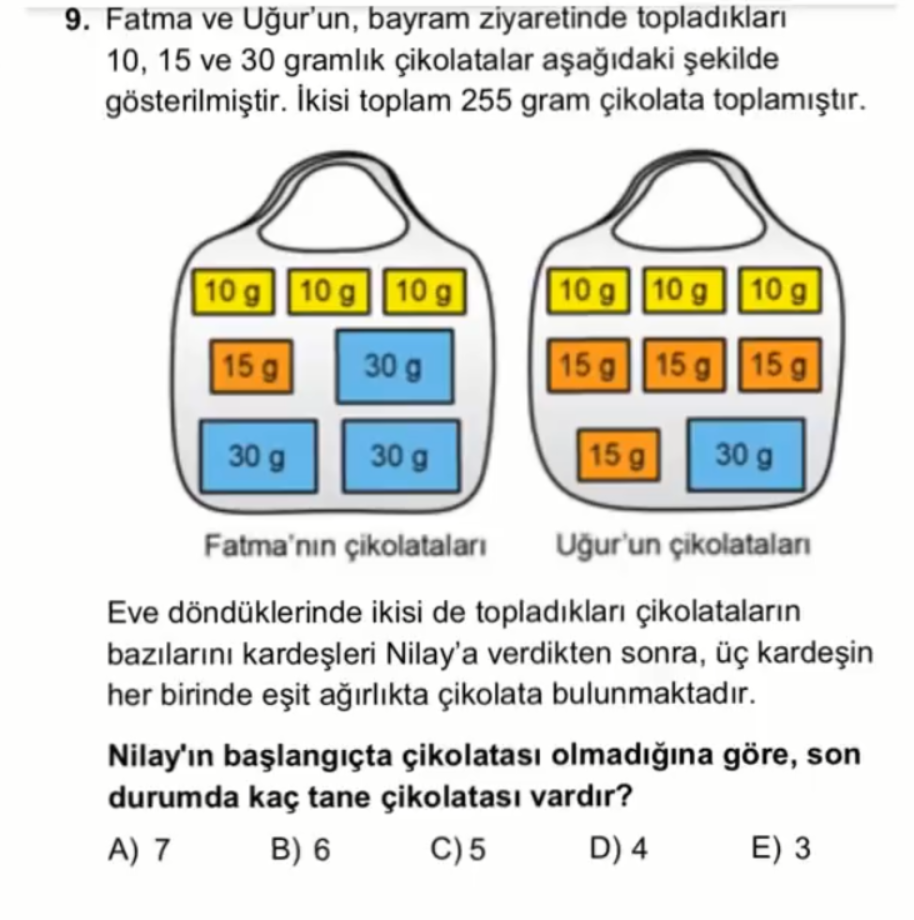 9. Fatma ve Uğur'un, bayram ziyaretinde topladıkları
10, 15 ve 30 gramlık çikolatalar aşağıdaki şekilde
gösterilmiştir. İkisi toplam 255 gram çikolata toplamıştır.
10 g 10 g 10 g
15 g 30 g
30 g 30 g
Fatma'nın çikolataları
10 g 10 g 10 g
15 g 15 g 15 g
15 g 30 g
Uğur'un çikolataları
Eve döndüklerinde ikisi de topladıkları çikolataların
bazılarını kardeşleri Nilay'a verdikten sonra, üç kardeşin
her birinde eşit ağırlıkta çikolata bulunmaktadır.
Nilay'ın başlangıçta çikolatası olmadığına göre, son
durumda kaç tane çikolatası vardır?
A) 7 B) 6 C) 5 D) 4 E) 3